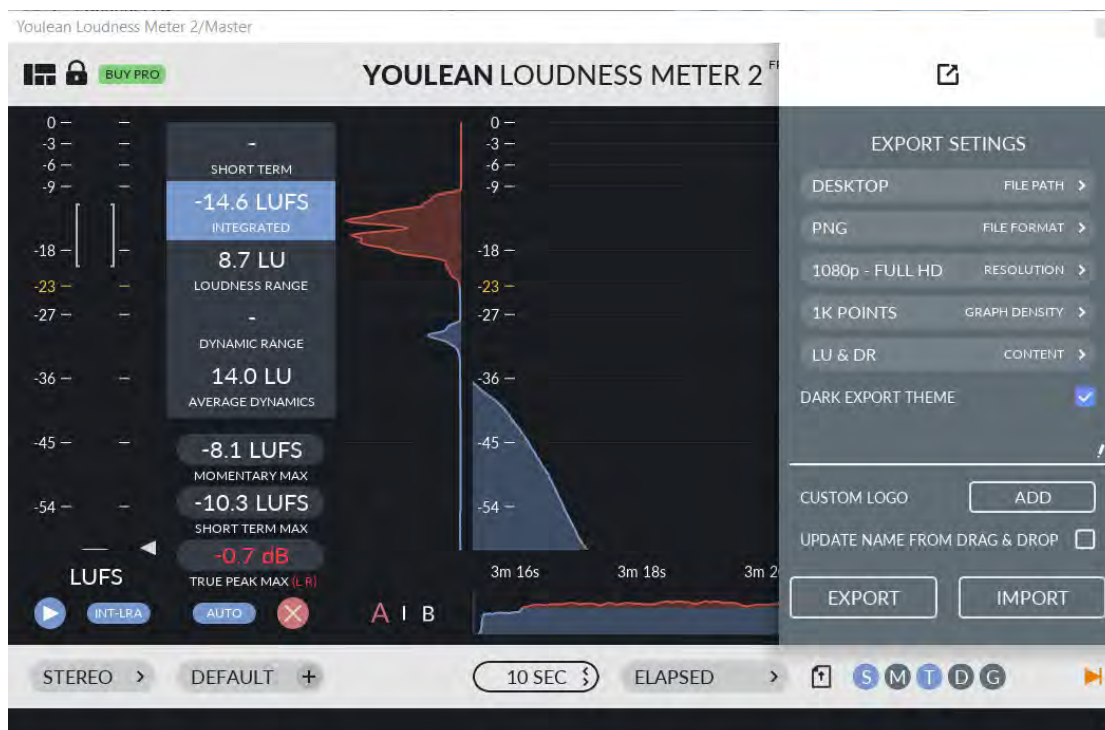 Youlean Loudness Meter 2/Master
BUY PRO
YOULEAN LOUDNESS METER 2
0
-3
-6
-9
-18
-23
-27
-36
-45
-54
LUFS
INT-LRA
-
SHORT TERM
-14.6 LUFS
INTEGRATED
8.7 LU
LOUDNESS RANGE
-
DYNAMIC RANGE
14.0 LU
AVERAGE DYNAMICS
-8.1 LUFS
MOMENTARY MAX
-10.3 LUFS
SHORT TERM MAX
-0.7 dB
TRUE PEAK MAX (L R)
AUTO
A I B
0
-3
-6
-9
-18
-23
-27
-36
-45
-54
3m 16s 3m 18s 3m 2
EXPORT SETINGS
DESKTOP FILE PATH
PNG FILE FORMAT
1080p - FULL HD RESOLUTION
1K POINTS GRAPH DENSITY
LU & DR CONTENT
DARK EXPORT THEME
CUSTOM LOGO ADD
UPDATE NAME FROM DRAG & DROP
EXPORT IMPORT
STEREO DEFAULT + 10 SEC ELAPSED S M T D G